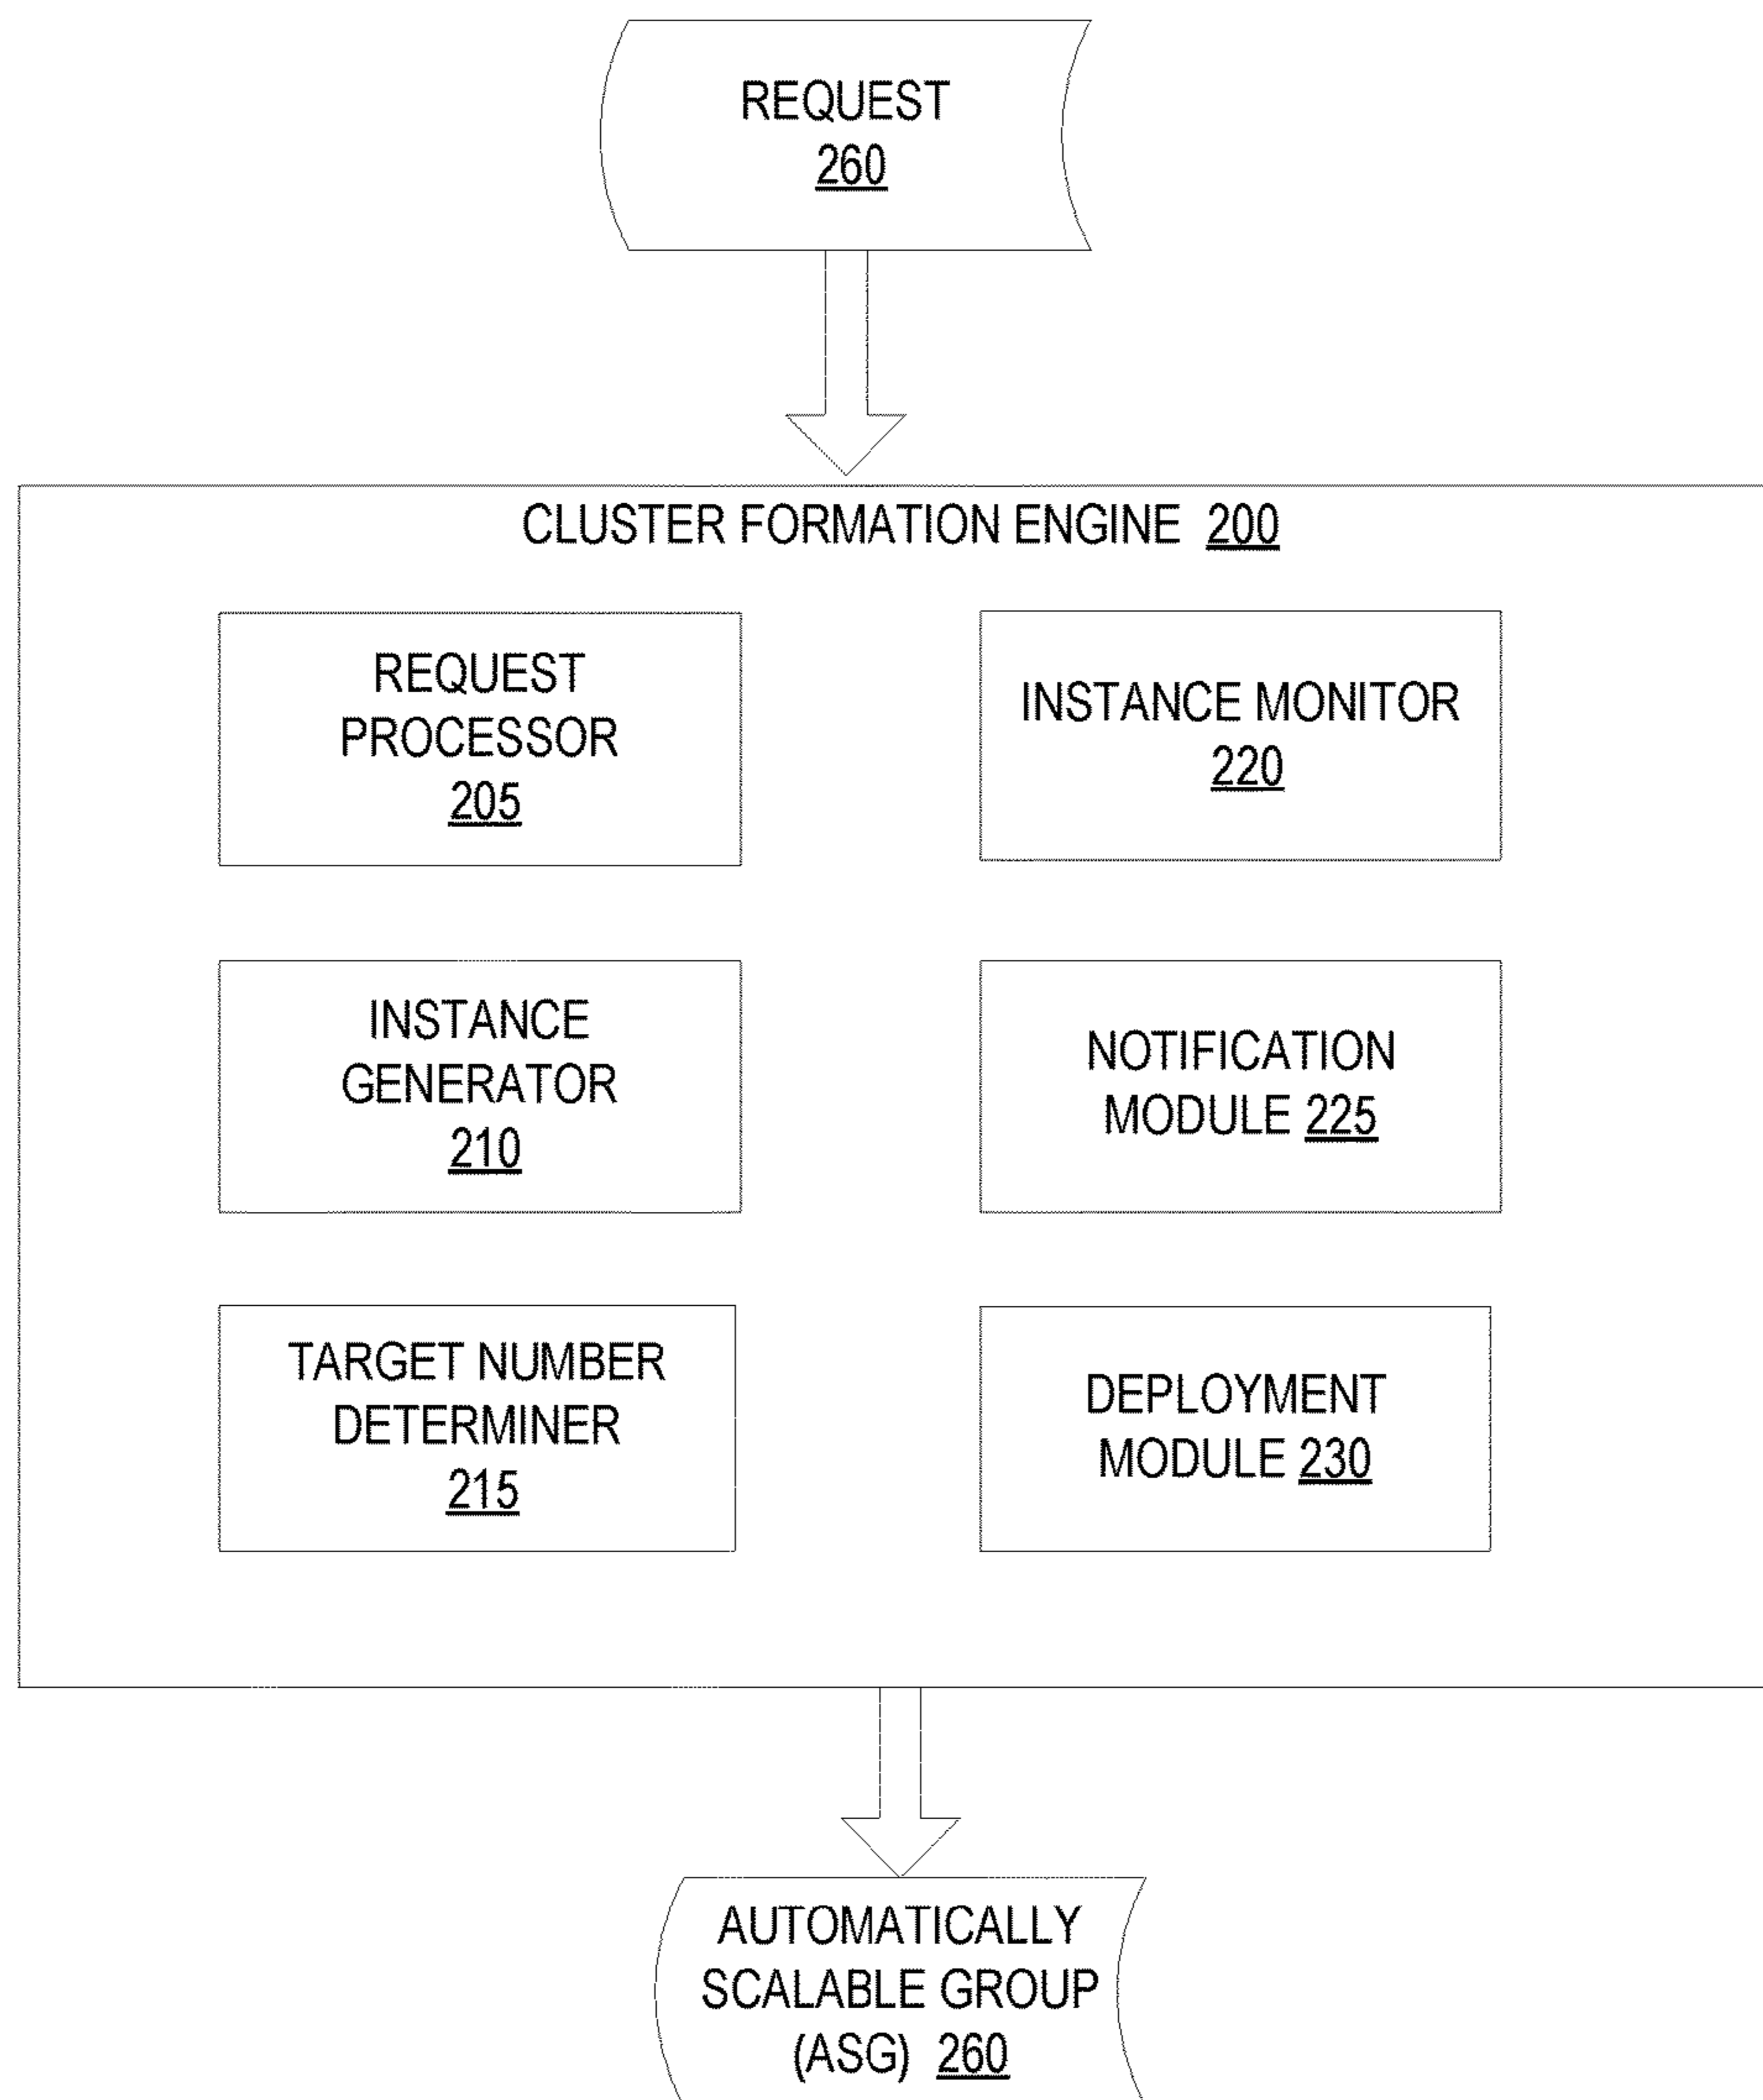 REQUEST
260
CLUSTER FORMATION ENGINE 200
REQUEST
PROCESSOR
205
INSTANCE MONITOR
220
INSTANCE
GENERATOR
210
NOTIFICATION
MODULE 225
TARGET NUMBER
DETERMINER
215
DEPLOYMENT
MODULE 230
AUTOMATICALLY
SCALABLE GROUP
(ASG) 260